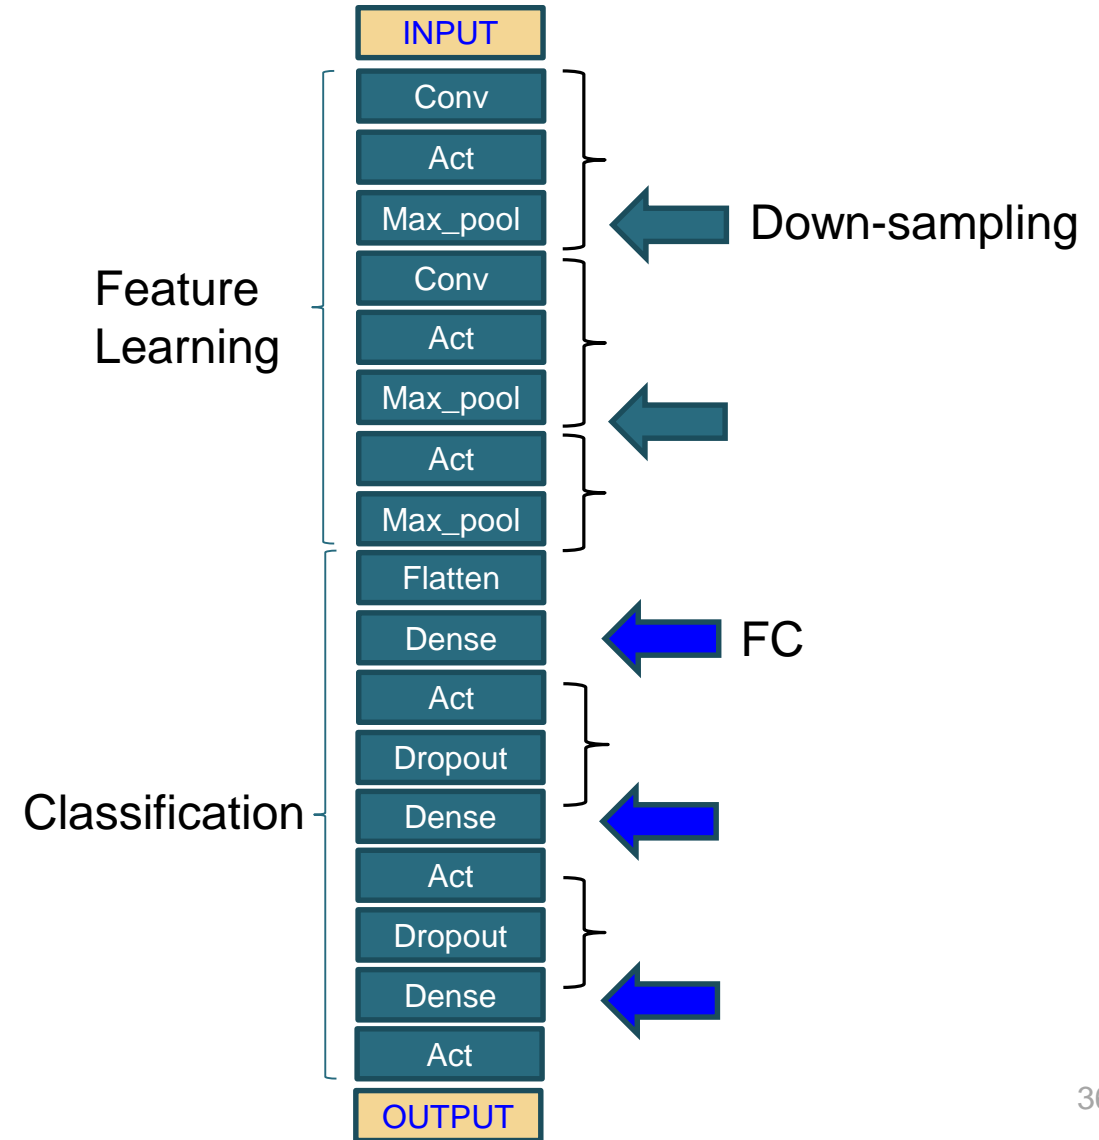 INPUT
Conv
Act
Max_pool
Down-sampling
Conv
Feature
Learning
Act
Max_pool
Act
Max_pool
Flatten
Dense
FC
Act
Dropout
Classification
Dense
Act
Dropout
Dense
Act
OUTPUT